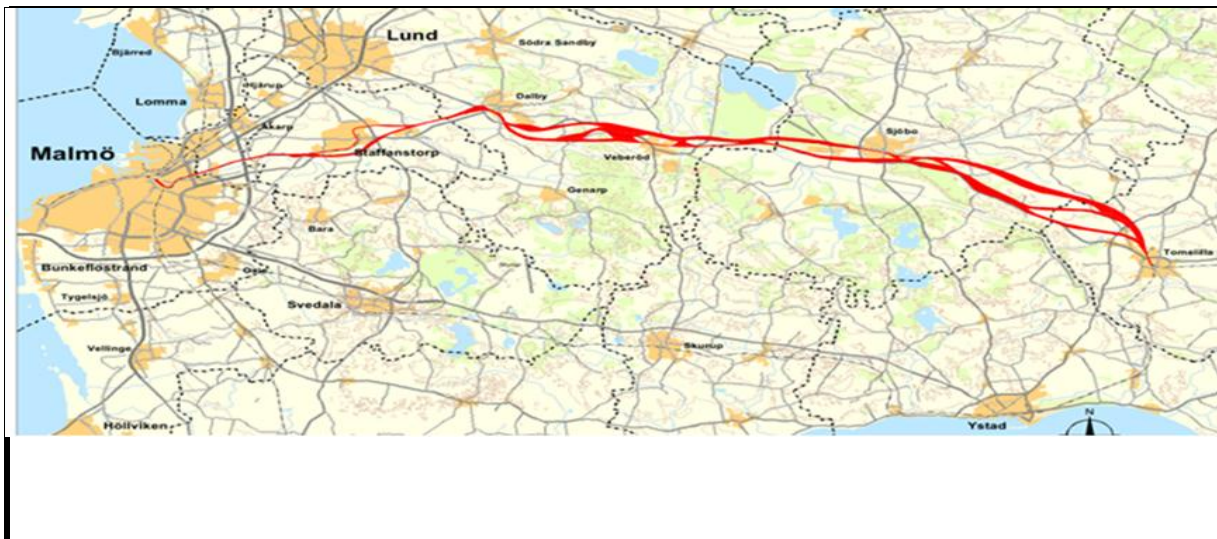 Lund
Södra Sandby
Bjärred
Hjärup
Dalby
Lomma
Åkarp
Sjöbo
Malmö
Staffanstorp
Veberöd
Genarp
Bara
Tomelilla
Bunkeflostrand
Oxie
Tygelsjö
Svedala
Vellinge
Skurup
Höllviken
Ystad
N